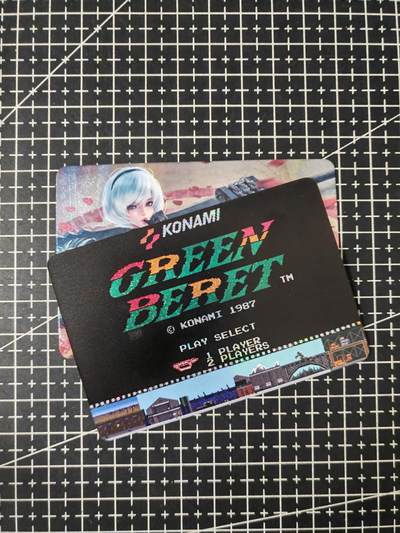 KONAMI
GREEN
BERET™
© KONAMI 1987
PLAY SELECT
1 PLAYER
2 PLAYERS